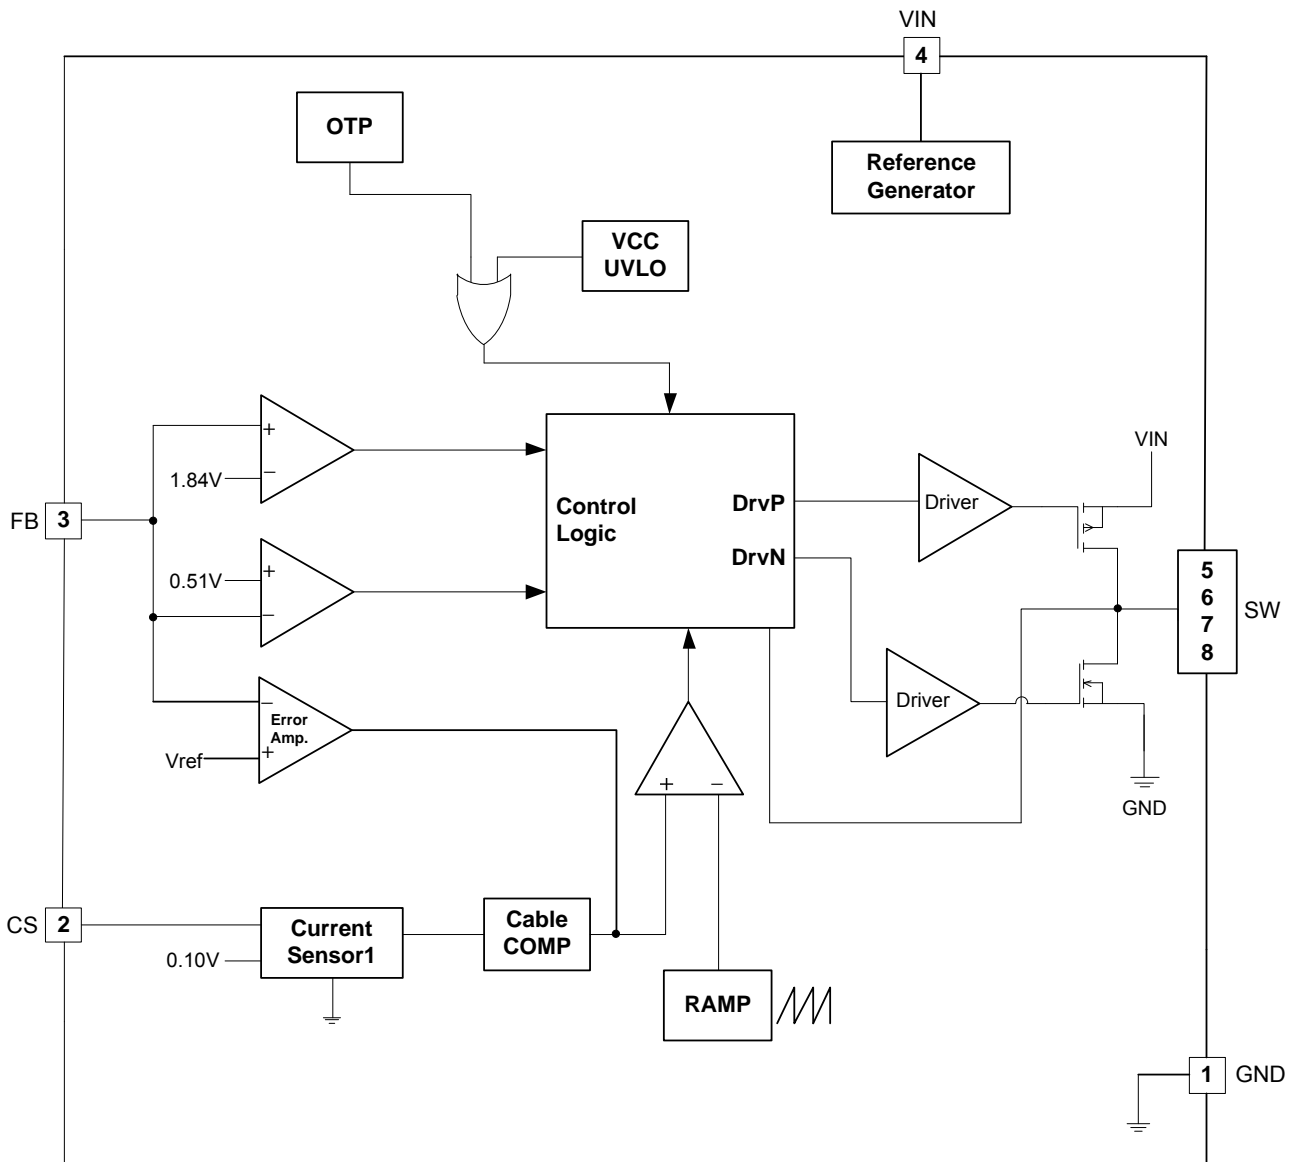 VIN
4
OTP
Reference
Generator
VCC
UVLO
+
−
1.84V
FB
3
Control
Logic
DrvP
DrvN
Driver
VIN
0.51V
+
−
5
6
7
8
SW
Driver
−
Error
Amp.
+
Vref
+ −
GND
CS
2
Current
Sensor1
0.10V
Cable
COMP
RAMP
1
GND